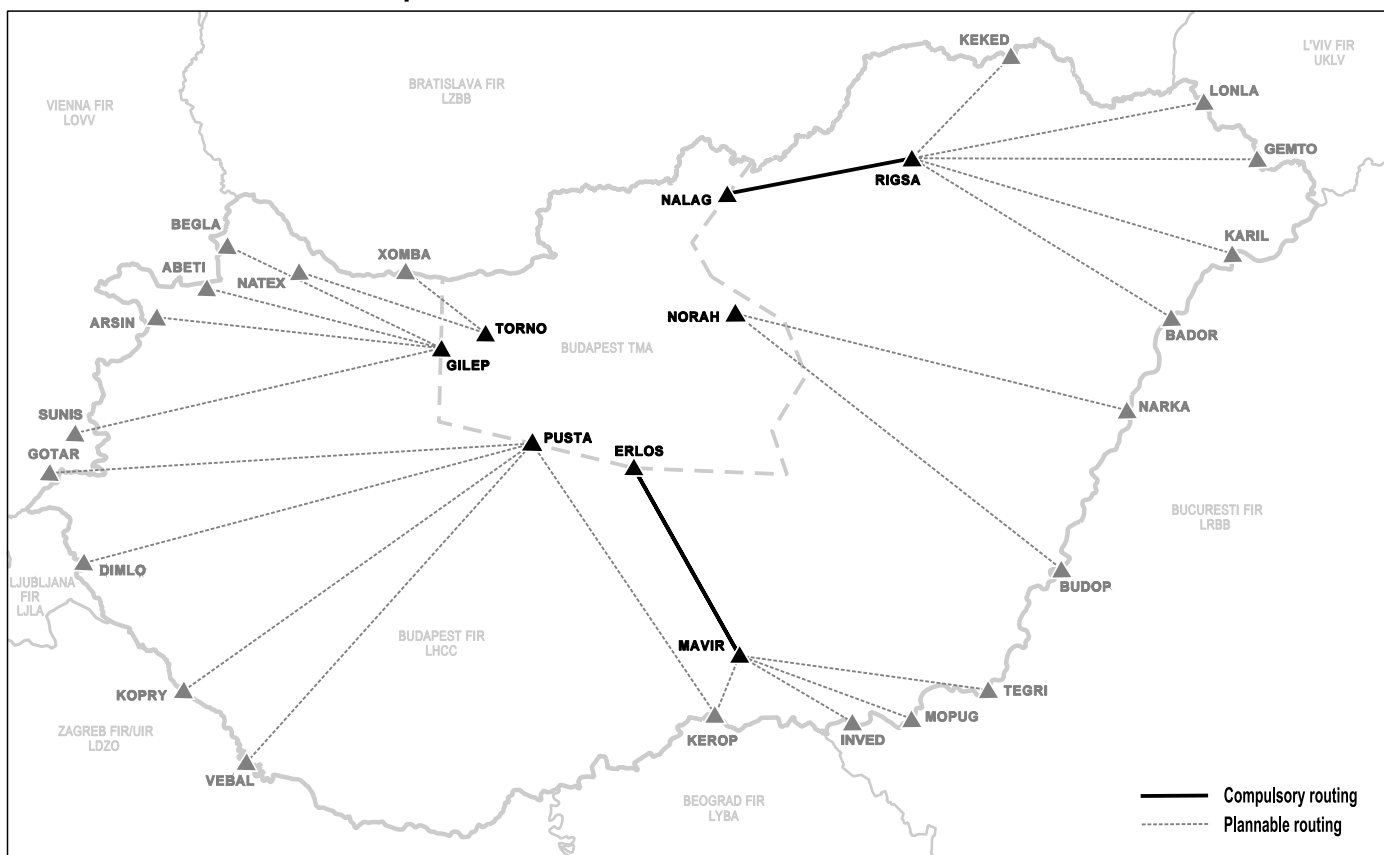 KEKED
L'VIV FIR
UKLV
BRATISLAVA FIR
LZBB
LONLA
VIENNA FIR
LOVV
GEMTO
RIGSA
NALAG
BEGLA
KARIL
XOMBA
ABETI
NATEX
ARSIN
NORAH
TORNO
BADOR
BUDAPEST TMA
GILEP
NARKA
SUNIS
PUSTA
GOTAR
ERLOS
BUCURESTI FIR
LRBB
DIMLO
LJUBLJANA
FIR
LJLA
BUDOP
BUDAPEST FIR
LHCC
MAVIR
KOPRY
TEGRI
MOPUG
ZAGREB FIR/UIR
LDZO
KEROP
INVED
VEBAL
BEOGRAD FIR
LYBA
Compulsory routing
Plannable routing